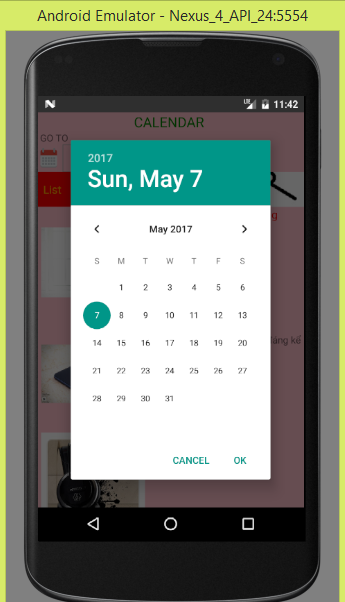 Android Emulator - Nexus_4_API_24:5554
11:42
CALENDAR
GO TO
List
2017
Sun, May 7
May 2017
S M T W T F S
1 2 3 4 5 6
7 8 9 10 11 12 13
14 15 16 17 18 19 20
21 22 23 24 25 26 27
28 29 30 31
CANCEL OK